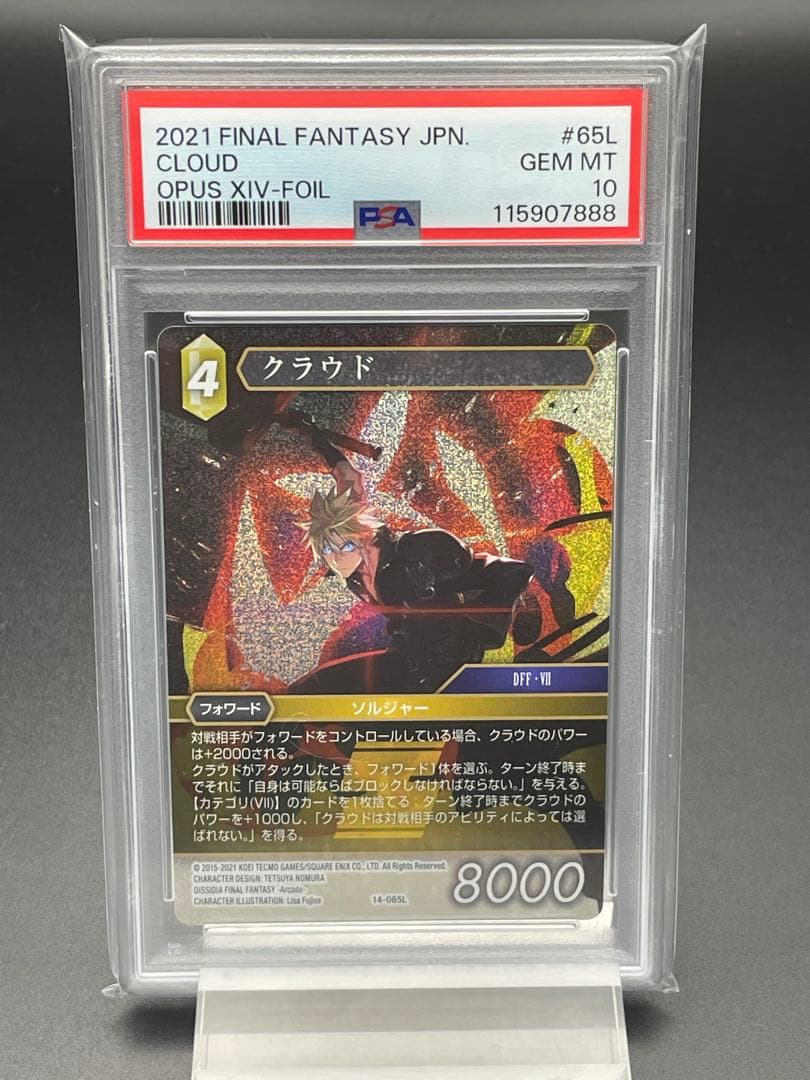 2021 FINAL FANTASY JPN. #65L
CLOUD GEM MT
OPUS XIV-FOIL 10
PSA 115907888
4 クラウド
DFF・VII
フォワード ソルジャー
対戦相手がフォワードをコントロールしている場合、クラウドのパワー
は+2000される。
クラウドがアタックしたとき、フォワード1体を選ぶ。ターン終了時ま
でそれに「自身は可能ならばブロックしなければならない。」を与える。
【カテゴリ(VII)】のカードを1枚捨てる：ターン終了時までクラウドの
パワーを+1000し、「クラウドは対戦相手のアビリティによっては選
ばれない。」を得る。
© 2015-2021 KOEI TECMO GAMES/SQUARE ENIX CO., LTD. All Rights Reserved.
CHARACTER DESIGN: TETSUYA NOMURA
DISSIDIA FINAL FANTASY -Arcade-
CHARACTER ILLUSTRATION: Lisa Fujise
14-065L
8000